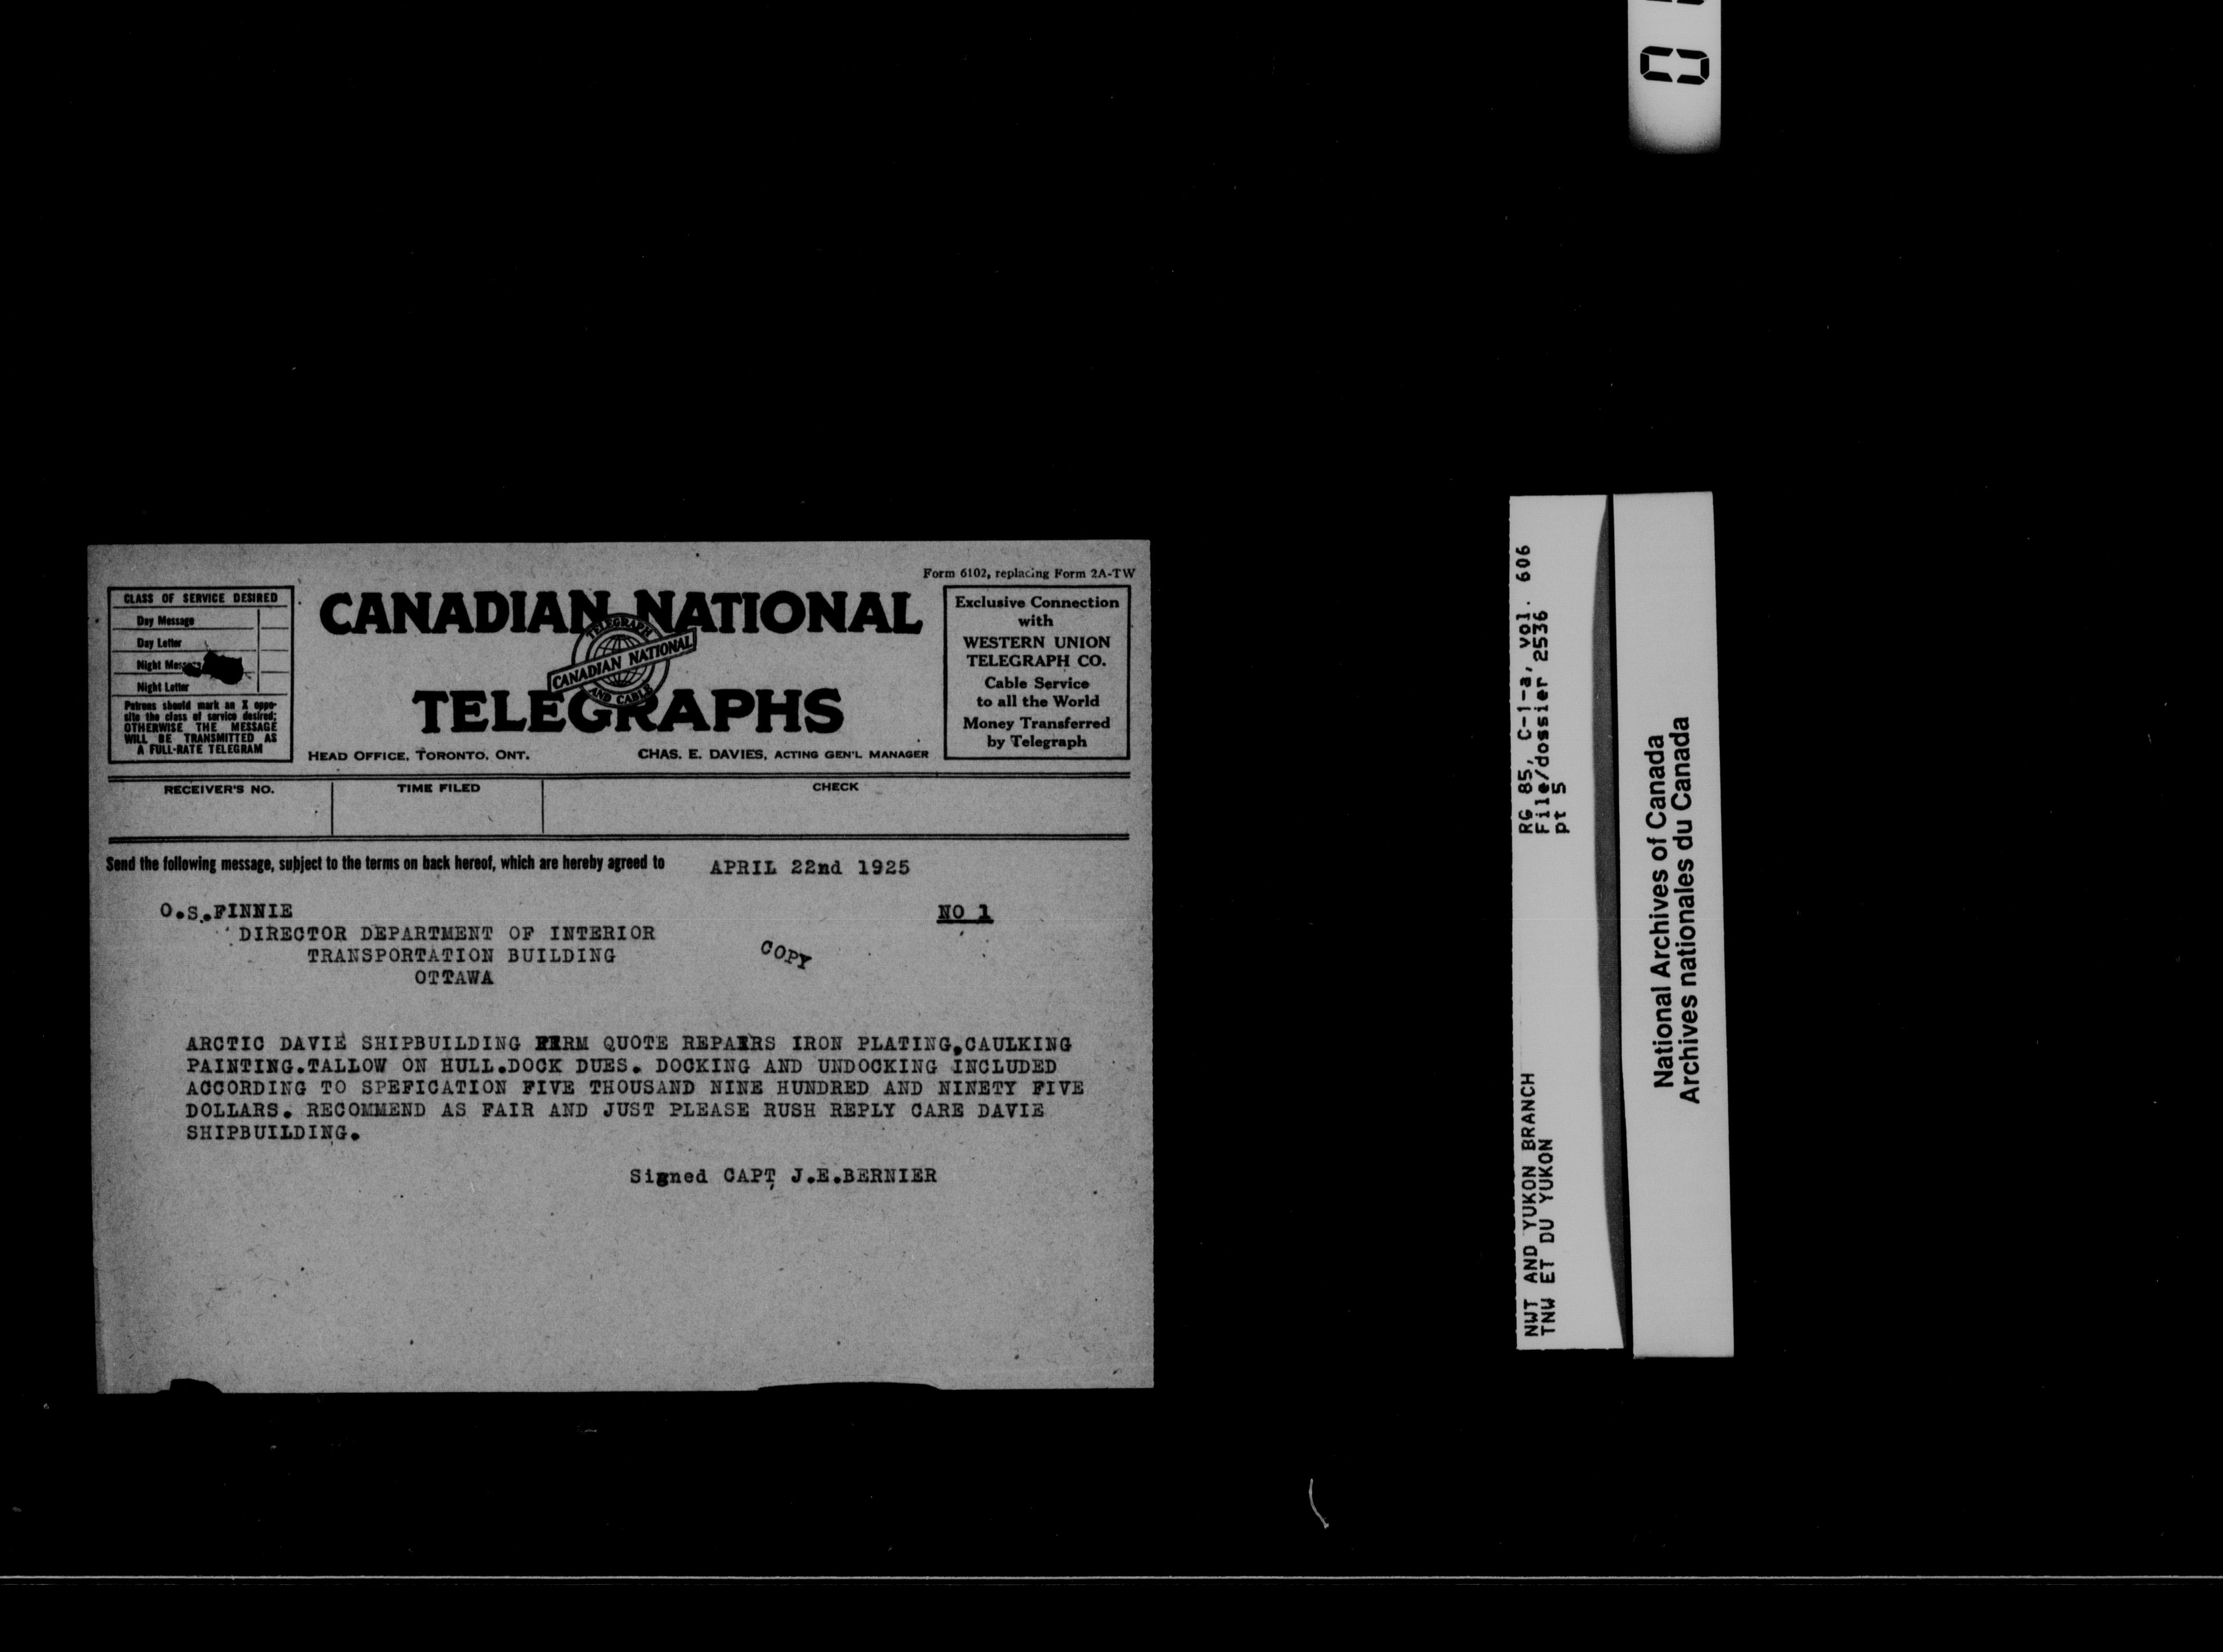 Form 6102, replacing Form 2A-TW
CLASS OF SERVICE DESIRED
Day Message
Day Letter
Night
Night Letter
Patrons should mark an X oppo-
site the class of service desired;
OTHERWISE THE MESSAGE
WILL BE TRANSMITTED AS
A FULL-RATE TELEGRAM
CANADIAN NATIONAL
TELEGRAPH
CANADIAN NATIONAL
AND CABLE
TELEGRAPHS
HEAD OFFICE, TORONTO, ONT.
CHAS. E. DAVIES, ACTING GEN'L MANAGER
Exclusive Connection
with
WESTERN UNION
TELEGRAPH CO.
Cable Service
to all the World
Money Transferred
by Telegraph
RECEIVER'S NO.
TIME FILED
CHECK
Send the following message, subject to the terms on back hereof, which are hereby agreed to
APRIL 22nd 1925
O.S.FINNIE
NO 1
DIRECTOR DEPARTMENT OF INTERIOR
TRANSPORTATION BUILDING
COPY
OTTAWA
ARCTIC DAVIE SHIPBUILDING FIRM QUOTE REPAIRS IRON PLATING,CAULKING
PAINTING.TALLOW ON HULL.DOCK DUES. DOCKING AND UNDOCKING INCLUDED
ACCORDING TO SPEFICATION FIVE THOUSAND NINE HUNDRED AND NINETY FIVE
DOLLARS. RECOMMEND AS FAIR AND JUST PLEASE RUSH REPLY CARE DAVIE
SHIPBUILDING.
Signed CAPT J.E.BERNIER
NWT AND YUKON BRANCH
TNW ET DU YUKON
RG 85, C-1-a, vol. 606
File/dossier 2536
pt 5
National Archives of Canada
Archives nationales du Canada